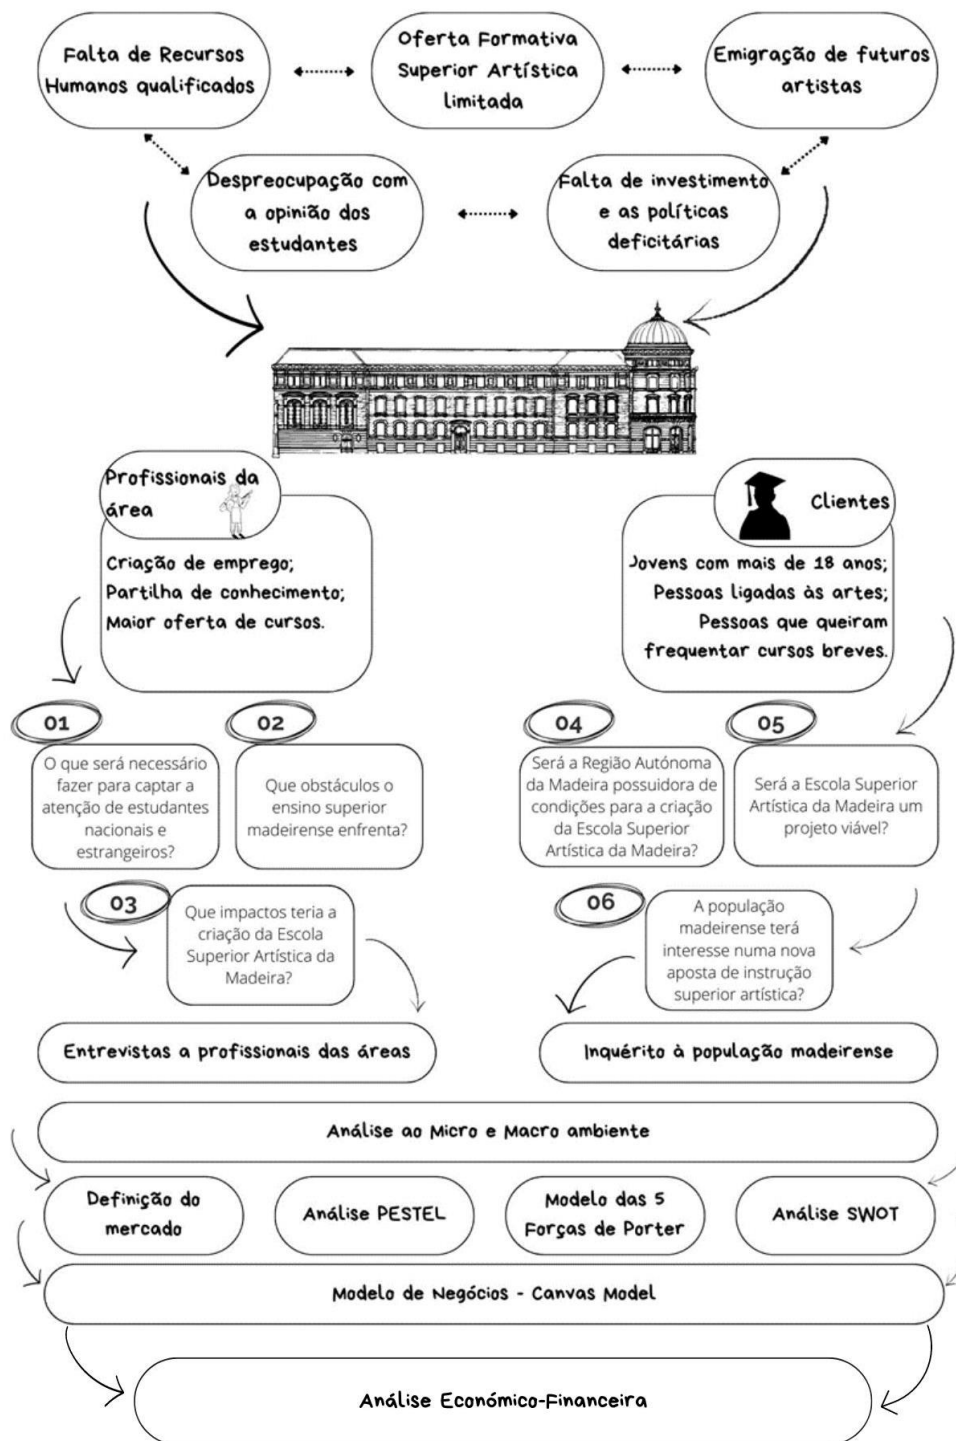 Falta de Recursos
Humanos qualificados
Oferta Formativa
Superior Artística
limitada
Emigração de futuros
artistas
Despreocupação com
a opinião dos
estudantes
Falta de investimento
e as políticas
deficitárias
Profissionais da
área
Criação de emprego;
Partilha de conhecimento;
Maior oferta de cursos.
Clientes
Jovens com mais de 18 anos;
Pessoas ligadas às artes;
Pessoas que queiram
frequentar cursos breves.
01
O que será necessário
fazer para captar a
atenção de estudantes
nacionais e
estrangeiros?
02
Que obstáculos o
ensino superior
madeirense enfrenta?
03
Que impactos teria a
criação da Escola
Superior Artística da
Madeira?
04
Será a Região Autónoma
da Madeira possuidora de
condições para a criação
da Escola Superior
Artística da Madeira?
05
Será a Escola Superior
Artística da Madeira um
projeto viável?
06
A população
madeirense terá
interesse numa nova
aposta de instrução
superior artística?
Entrevistas a profissionais das áreas
Inquérito à população madeirense
Análise ao Micro e Macro ambiente
Definição do
mercado
Análise PESTEL
Modelo das 5
Forças de Porter
Análise SWOT
Modelo de Negócios - Canvas Model
Análise Económico-Financeira